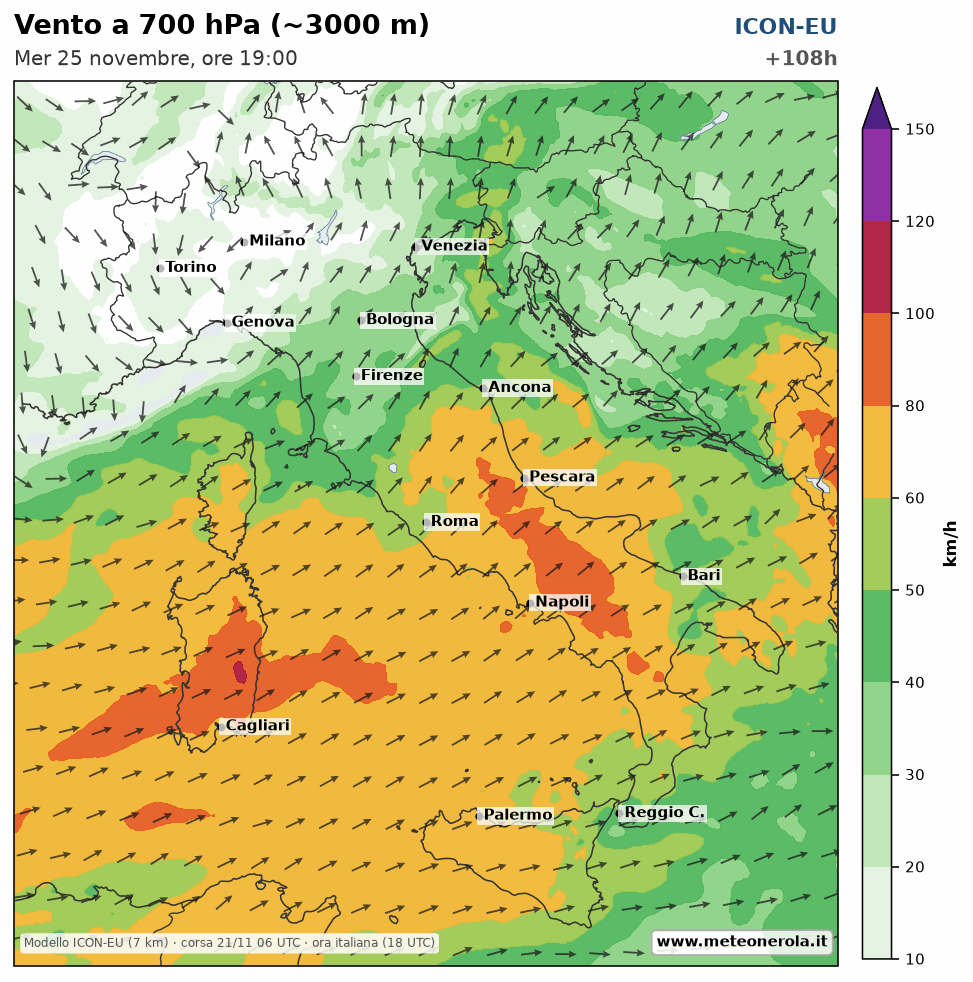 Vento a 700 hPa (~3000 m)
ICON-EU
Mer 25 novembre, ore 19:00
+108h
150
120
100
80
60
50
40
30
20
10
km/h
Milano
Venezia
Torino
Genova
Bologna
Firenze
Ancona
Pescara
Roma
Bari
Napoli
Cagliari
Palermo
Reggio C.
Modello ICON-EU (7 km) · corsa 21/11 06 UTC · ora italiana (18 UTC)
www.meteonerola.it